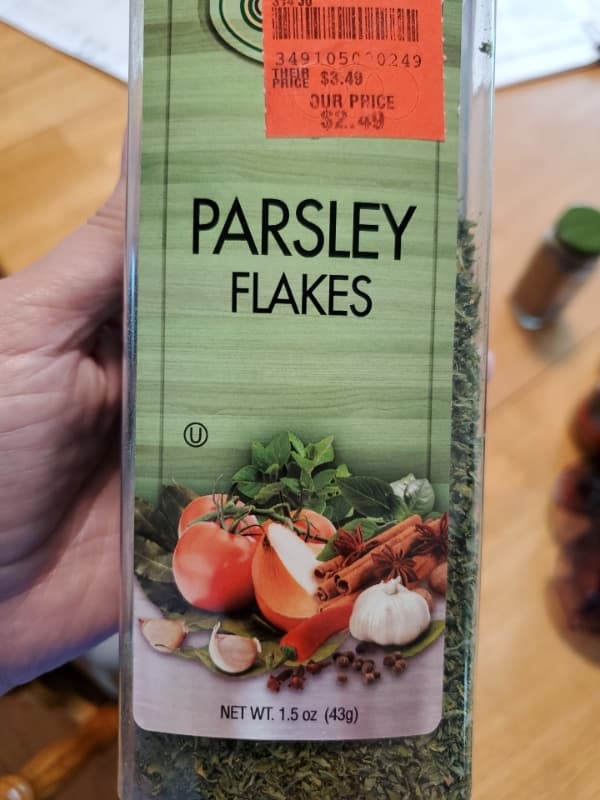 THEIR
PRICE $3.49
OUR PRICE
$2.49
PARSLEY
FLAKES
U
NET WT. 1.5 oz (43g)